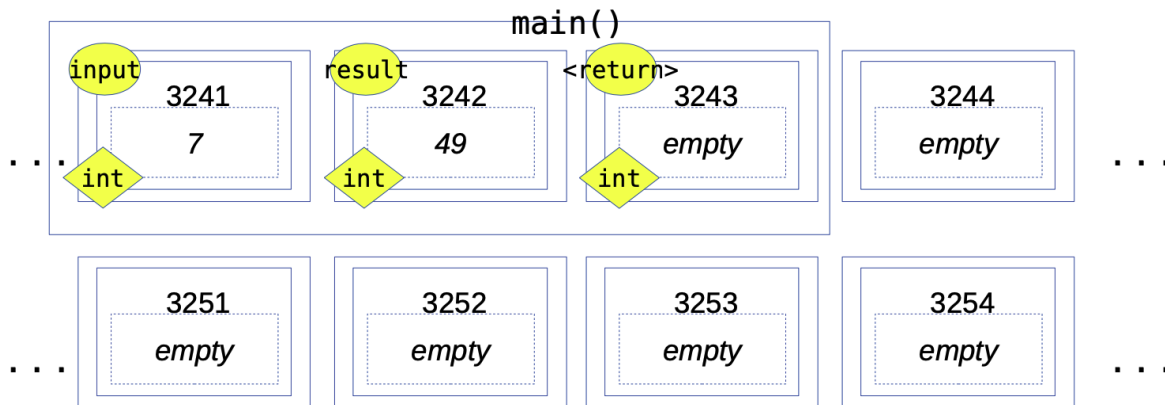 main()
input result <return>
3241 3242 3243 3244
... 7 49 empty empty ...
int int int
3251 3252 3253 3254
... empty empty empty empty ...